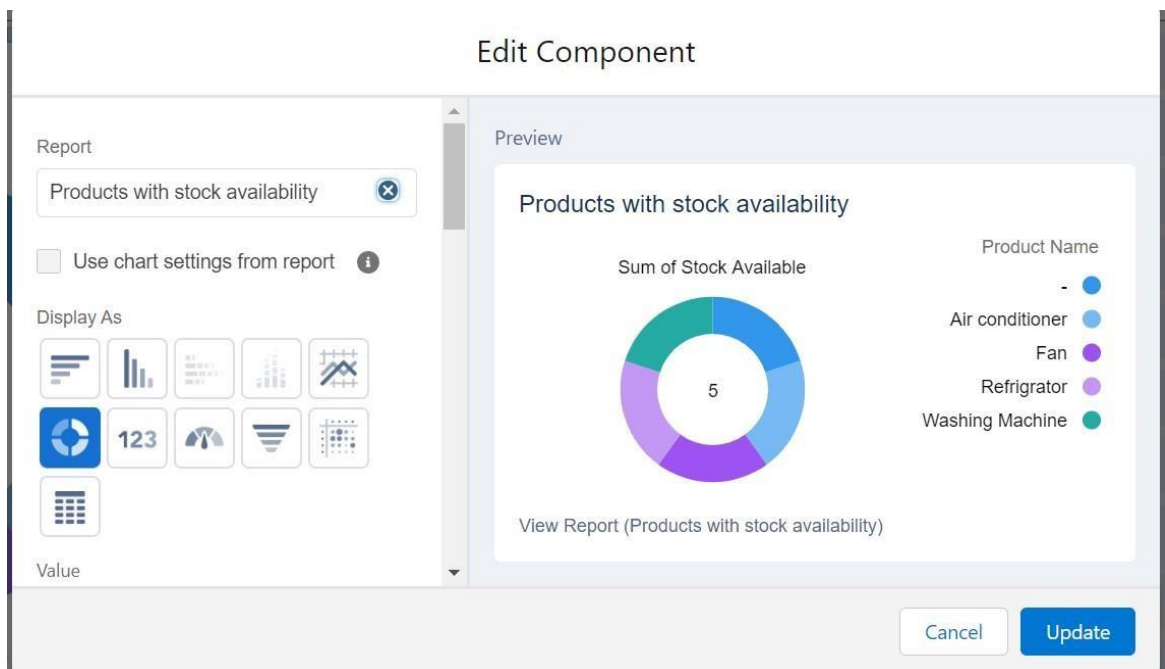 Edit Component
Report
Products with stock availability
Use chart settings from report
Display As
123
Value
Preview
Products with stock availability
Sum of Stock Available
5
Product Name
-
Air conditioner
Fan
Refrigrator
Washing Machine
View Report (Products with stock availability)
Cancel
Update